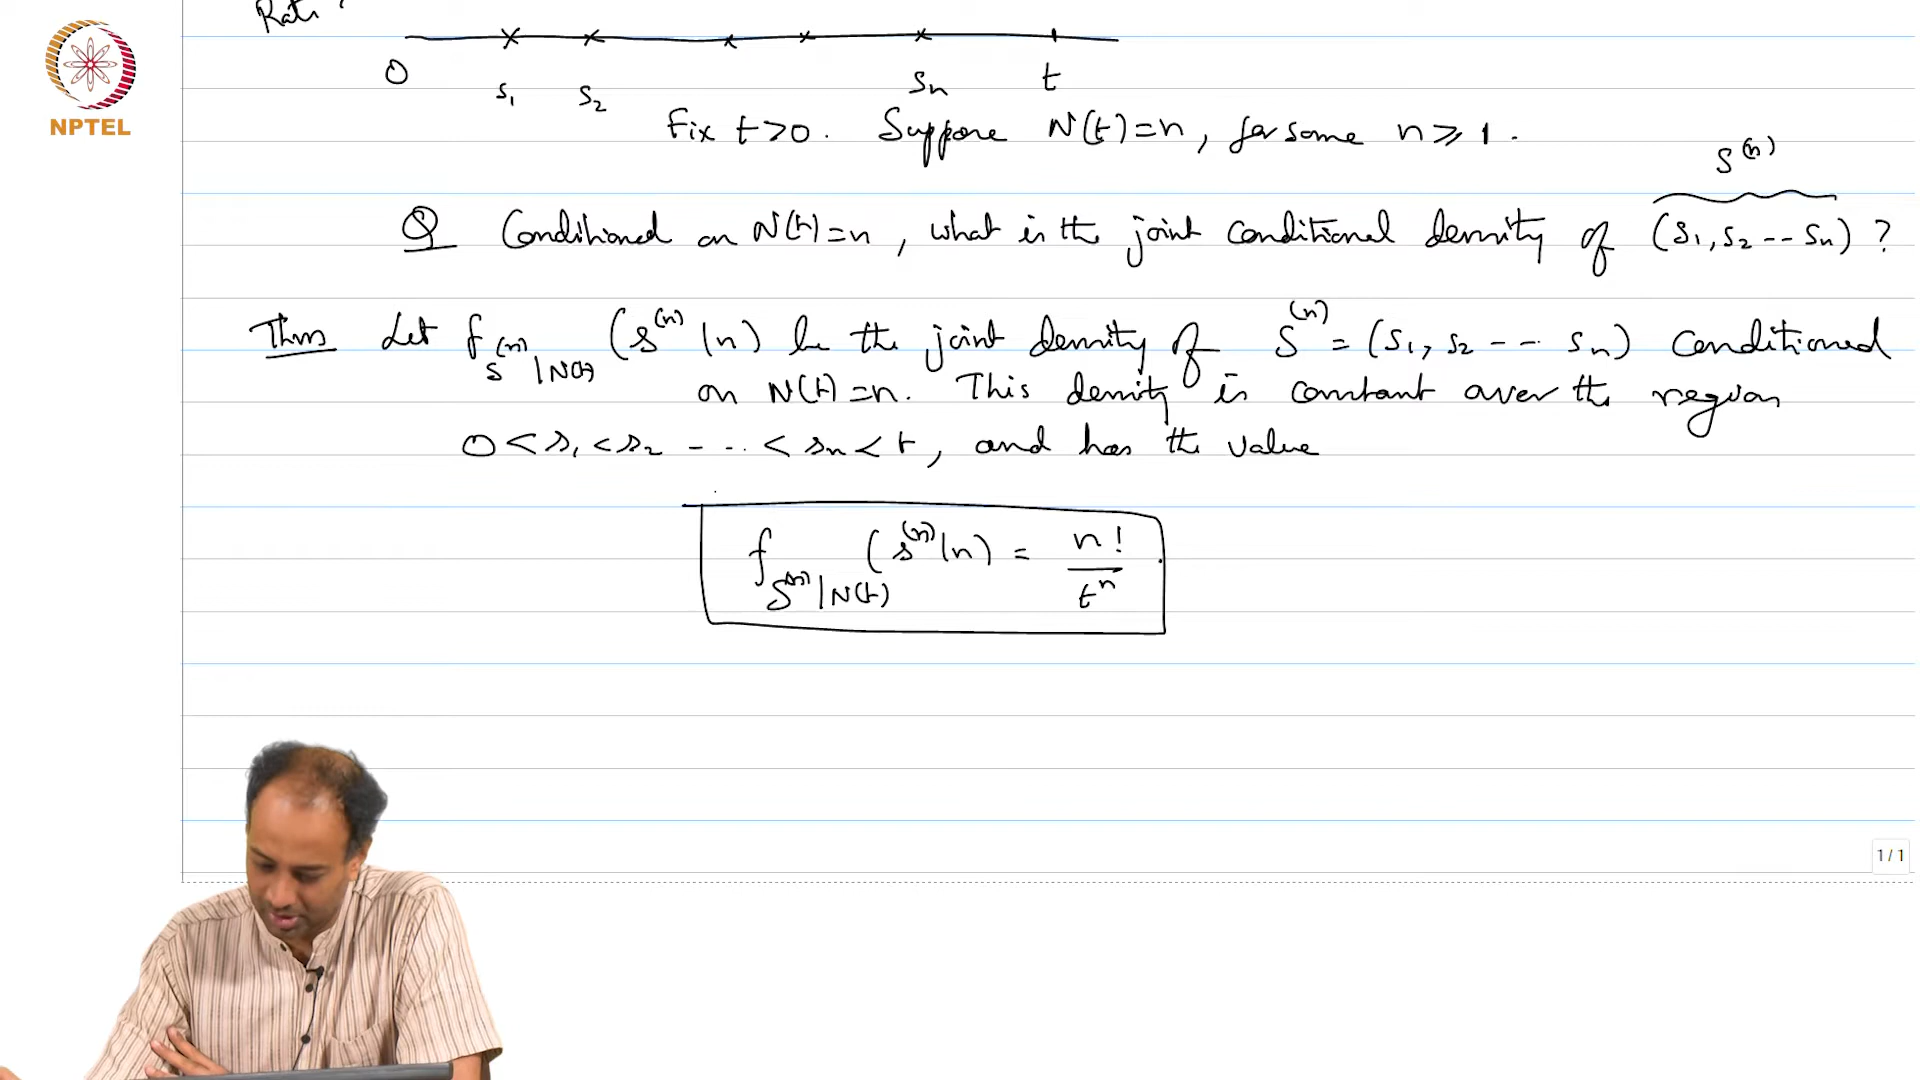 Rate
0 S₁ S₂ Sₙ t
NPTEL
Fix t>0. Suppose N(t)=n, for some n ≥ 1.
S⁽ⁿ⁾
Q Conditioned on N(t)=n, what is the joint conditional density of (S₁, S₂ -- Sₙ) ?
Thm Let f_{S⁽ⁿ⁾|N(t)} (s⁽ⁿ⁾|n) be the joint density of S⁽ⁿ⁾ = (S₁, S₂ -- -- Sₙ) conditioned
on N(t)=n. This density is constant over the region
0 < s₁ < s₂ - ... < sₙ < t, and has the value
f_{S⁽ⁿ⁾|N(t)} (s⁽ⁿ⁾|n) = n!/tⁿ.
1 / 1